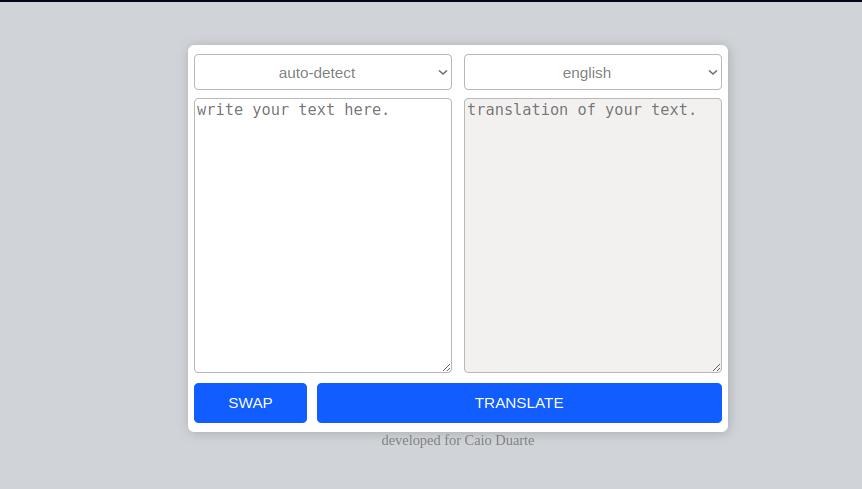 auto-detect
english
write your text here.
translation of your text.
SWAP
TRANSLATE
developed for Caio Duarte